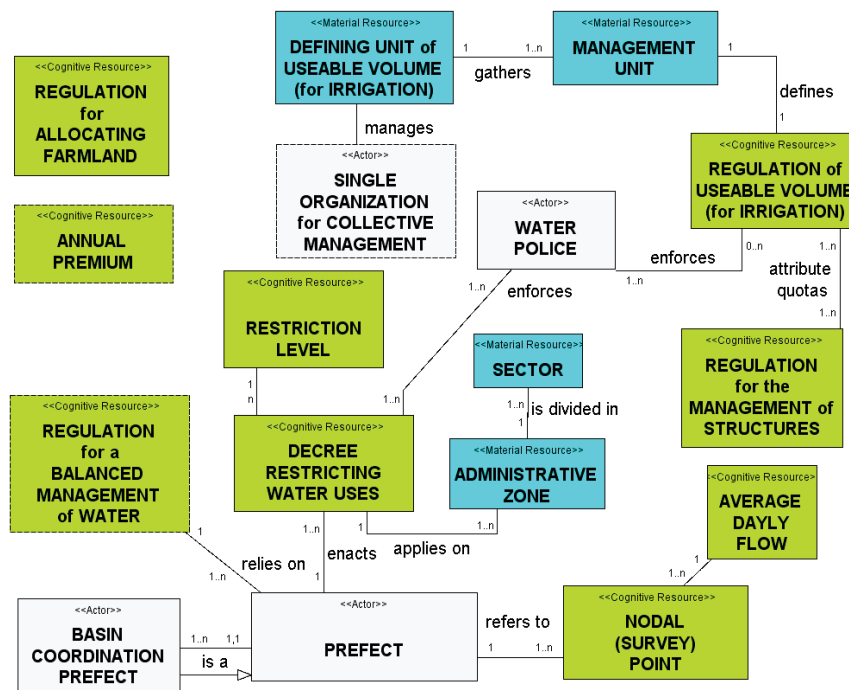 <<Material Resource>>
DEFINING UNIT of
USEABLE VOLUME
(for IRRIGATION)
1
1..n
gathers
<<Material Resource>>
MANAGEMENT
UNIT
1
defines
1
<<Cognitive Resource>>
REGULATION
for
ALLOCATING
FARMLAND
manages
<<Actor>>
SINGLE
ORGANIZATION
for COLLECTIVE
MANAGEMENT
<<Cognitive Resource>>
REGULATION of
USEABLE VOLUME
(for IRRIGATION)
<<Cognitive Resource>>
ANNUAL
PREMIUM
<<Actor>>
WATER
POLICE
enforces
0..n
1..n
1..n
attribute
quotas
1..n
1..n
enforces
1..n
<<Cognitive Resource>>
RESTRICTION
LEVEL
1
n
<<Material Resource>>
SECTOR
1..n
is divided in
1
<<Cognitive Resource>>
REGULATION
for the
MANAGEMENT of
STRUCTURES
<<Cognitive Resource>>
REGULATION
for a
BALANCED
MANAGEMENT
of WATER
<<Cognitive Resource>>
DECREE
RESTRICTING
WATER USES
<<Material Resource>>
ADMINISTRATIVE
ZONE
<<Cognitive Resource>>
AVERAGE
DAYLY
FLOW
1
relies on
1..n
1..n
enacts
1
1
applies on
1..n
1
1..n
<<Actor>>
BASIN
COORDINATION
PREFECT
1..n
1,1
is a
<<Actor>>
PREFECT
refers to
1
1..n
<<Cognitive Resource>>
NODAL
(SURVEY)
POINT